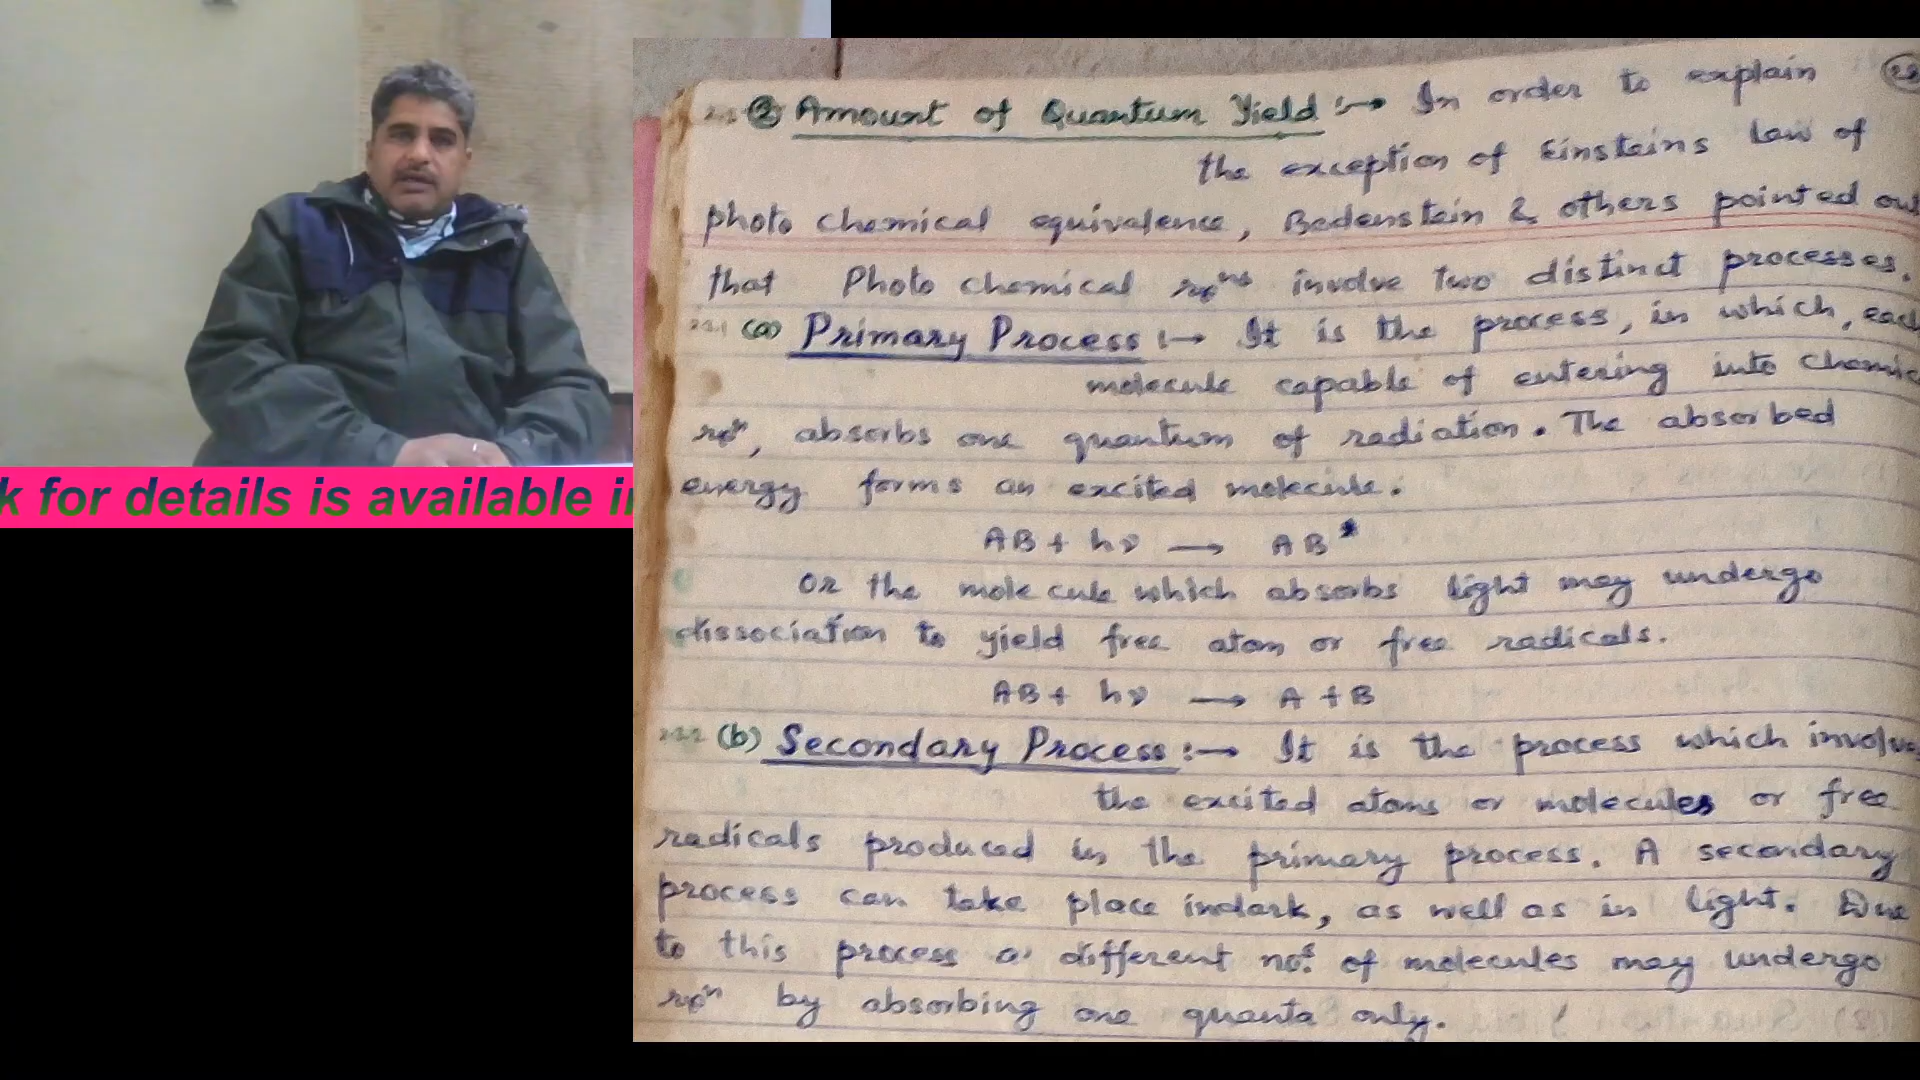 ② Amount of Quantum Yield :→ In order to explain
the exception of Einsteins Law of
photo chemical equivalence, Bodenstein & others pointed out
that Photo chemical rxⁿˢ involve two distinct processes.
(a) Primary Process :→ It is the process, in which, each
molecule capable of entering into chemic
rxⁿ, absorbs one quantum of radiation. The absorbed
energy forms an excited molecule.
AB + hν → AB*
or the molecule which absorbs light may undergo
dissociation to yield free atom or free radicals.
AB + hν → A + B
(b) Secondary Process :→ It is the process which involve
the excited atoms or molecules or free
radicals produced in the primary process. A secondary
process can take place indark, as well as in light. Due
to this process a different no. of molecules may undergo
rxⁿ by absorbing one quanta only.
k for details is available i